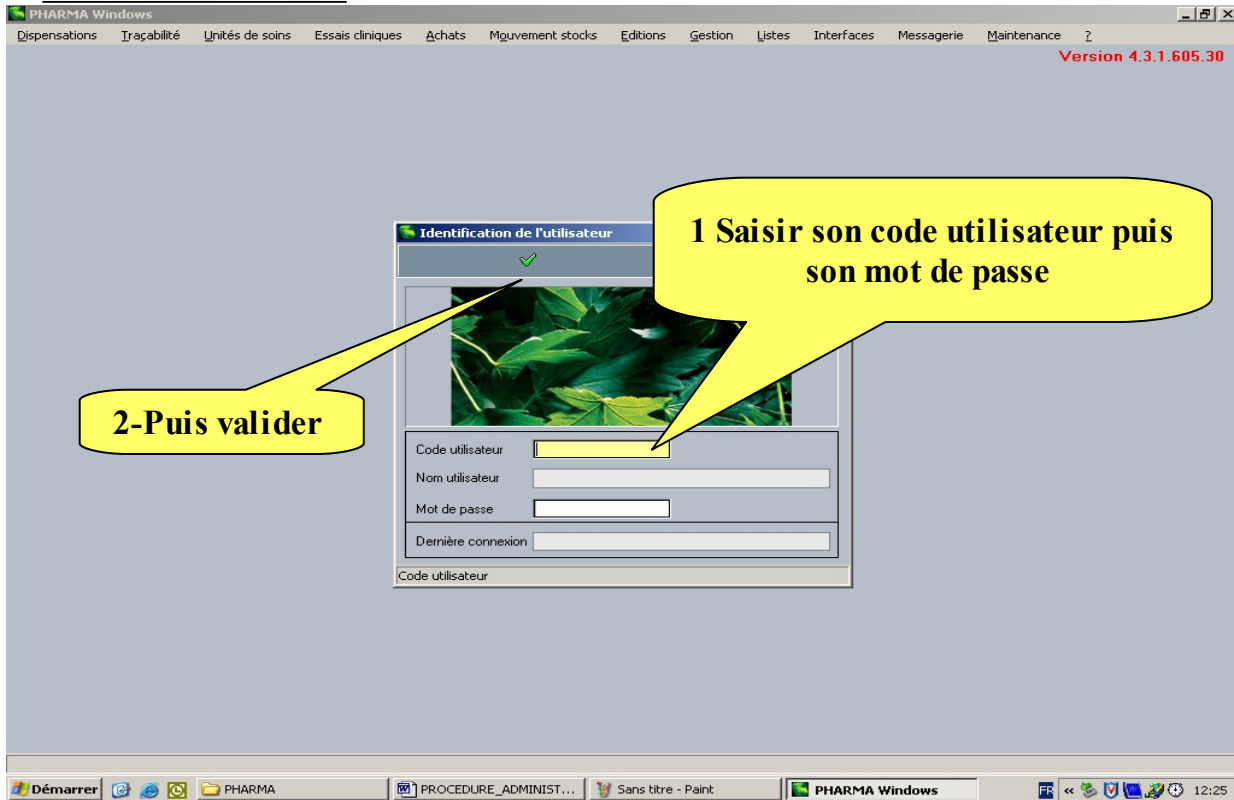 PHARMA Windows
Dispensations Traçabilité Unités de soins Essais cliniques Achats Mouvement stocks Editions Gestion Listes Interfaces Messagerie Maintenance ?
Version 4.3.1.605.30
1 Saisir son code utilisateur puis
son mot de passe
Identification de l'utilisateur
2-Puis valider
Code utilisateur
Nom utilisateur
Mot de passe
Dernière connexion
Code utilisateur
Démarrer PHARMA PROCEDURE_ADMINIST... Sans titre - Paint PHARMA Windows FR « 12:25